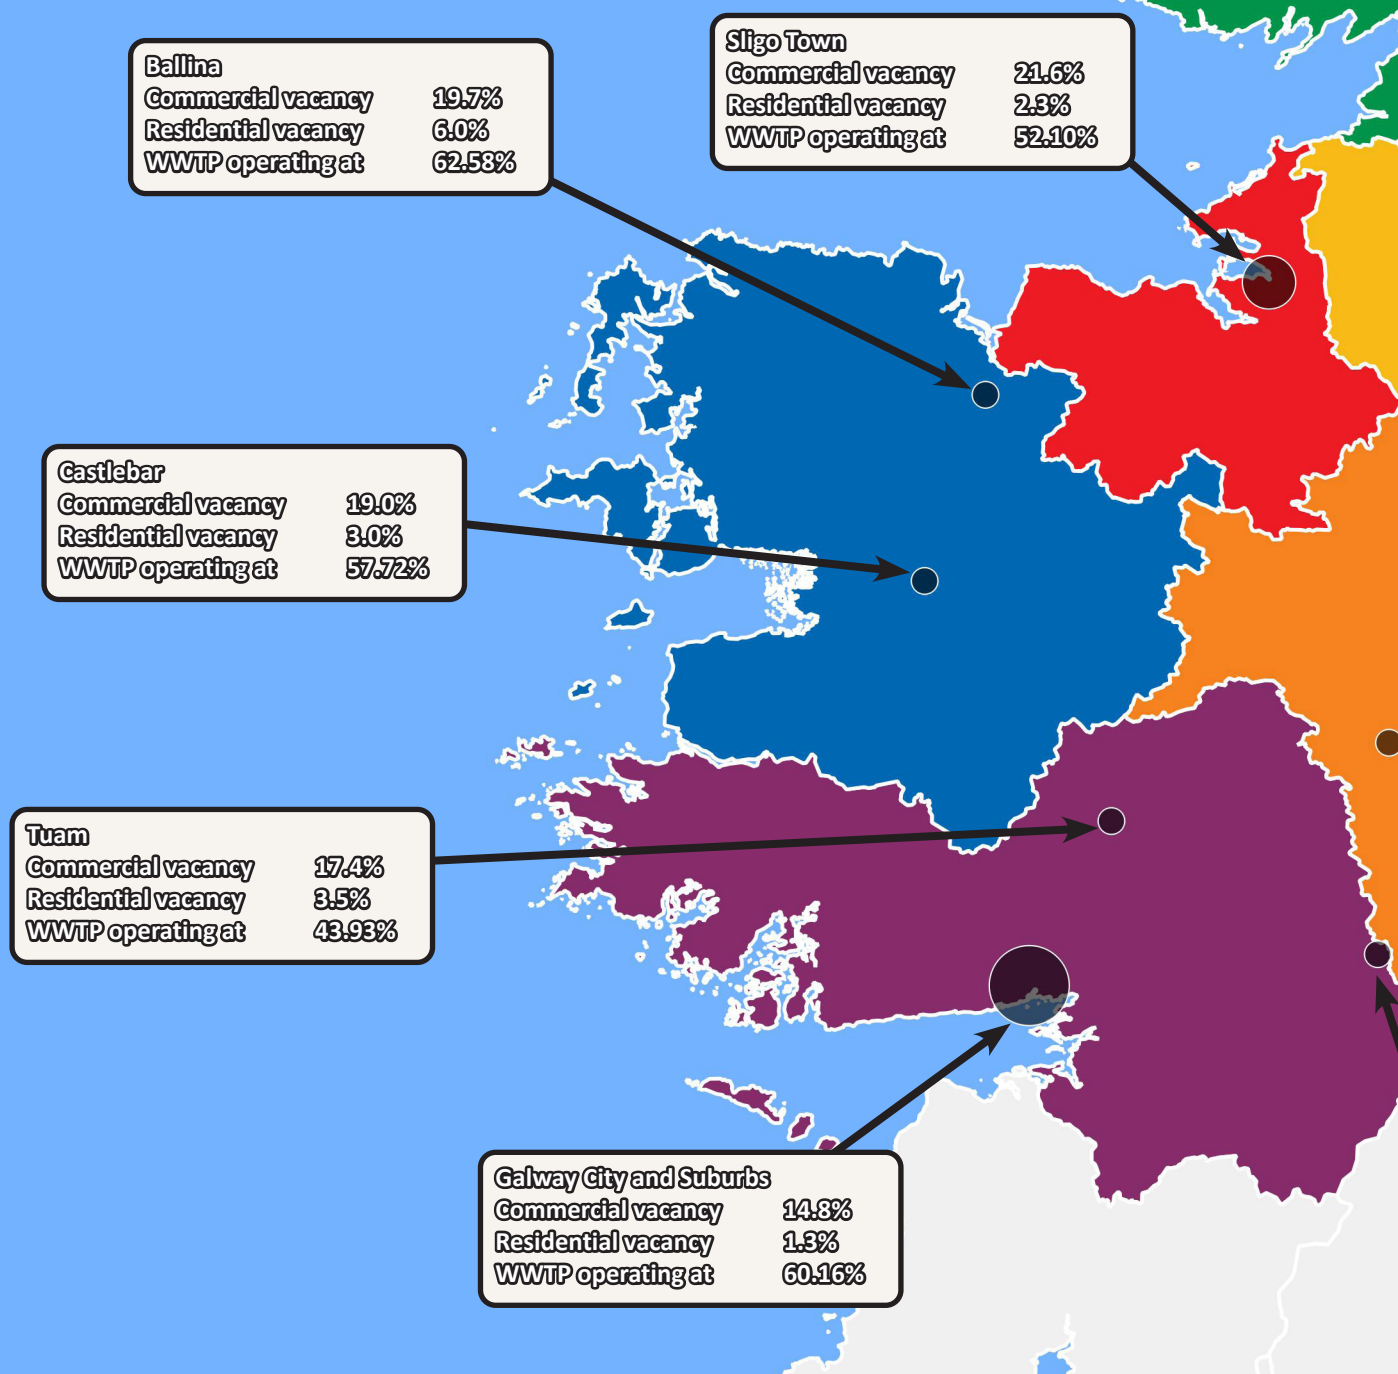 Sligo Town
Commercial vacancy 21.6%
Residential vacancy 2.3%
WWTP operating at 52.10%
Ballina
Commercial vacancy 19.7%
Residential vacancy 6.0%
WWTP operating at 62.58%
Castlebar
Commercial vacancy 19.0%
Residential vacancy 3.0%
WWTP operating at 57.72%
Tuam
Commercial vacancy 17.4%
Residential vacancy 3.5%
WWTP operating at 43.93%
Galway City and Suburbs
Commercial vacancy 14.8%
Residential vacancy 1.3%
WWTP operating at 60.16%